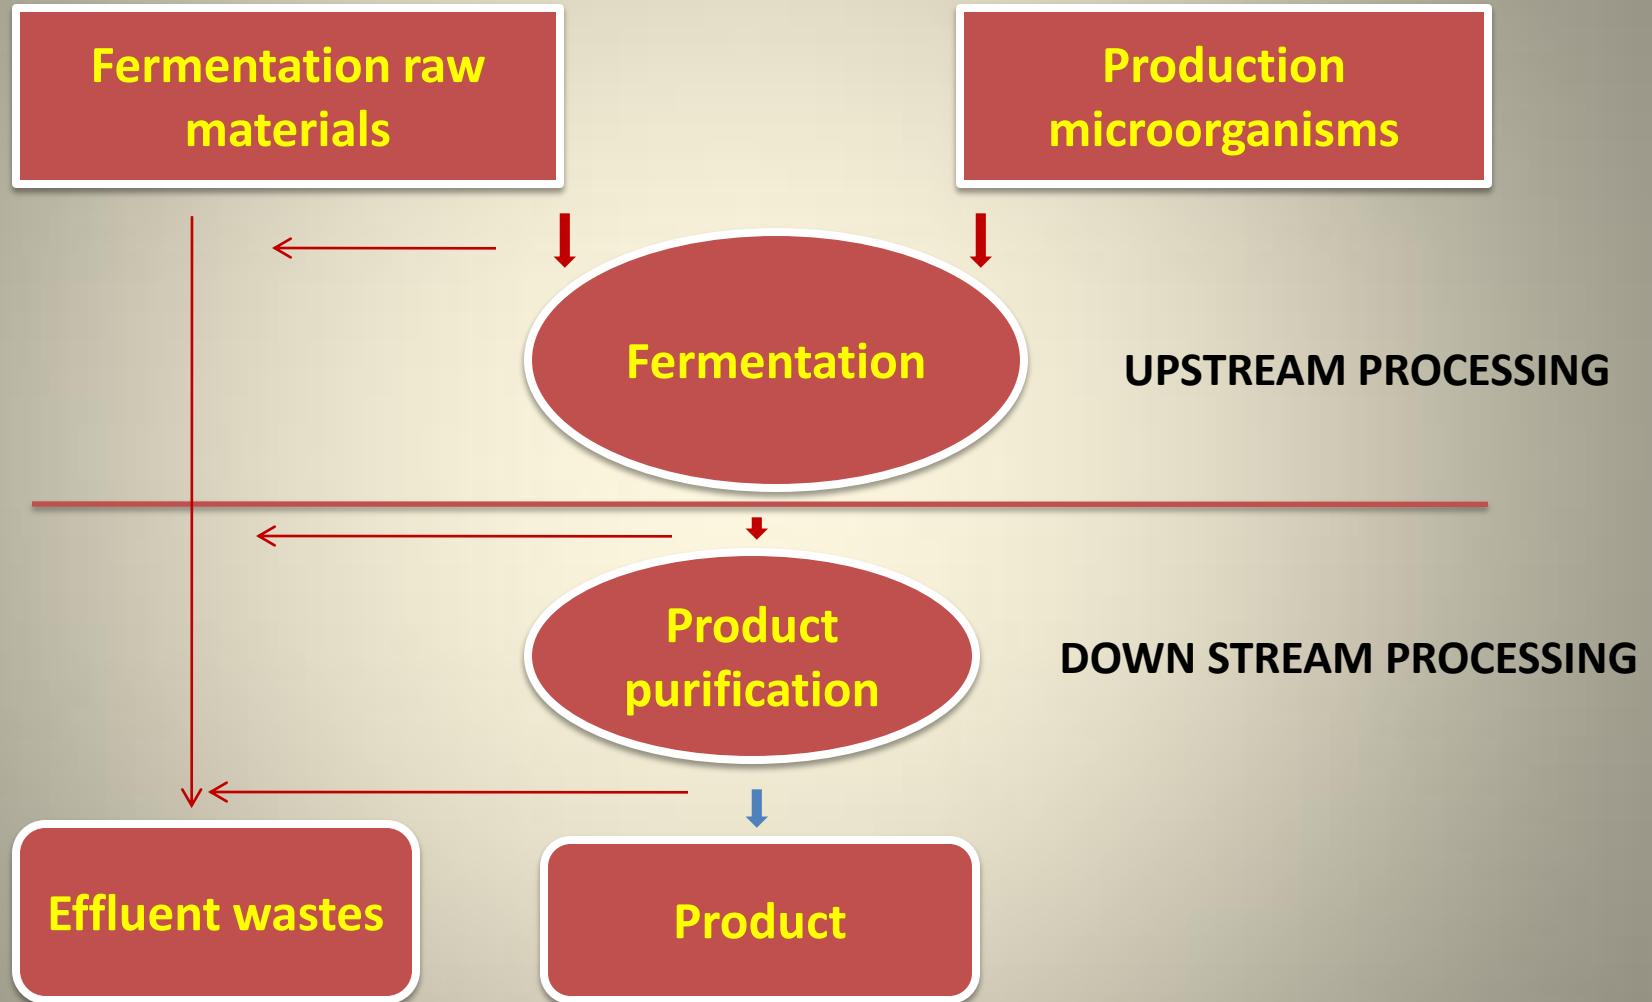 Fermentation raw
materials
Production
microorganisms
Fermentation
UPSTREAM PROCESSING
Product
purification
DOWN STREAM PROCESSING
Effluent wastes
Product